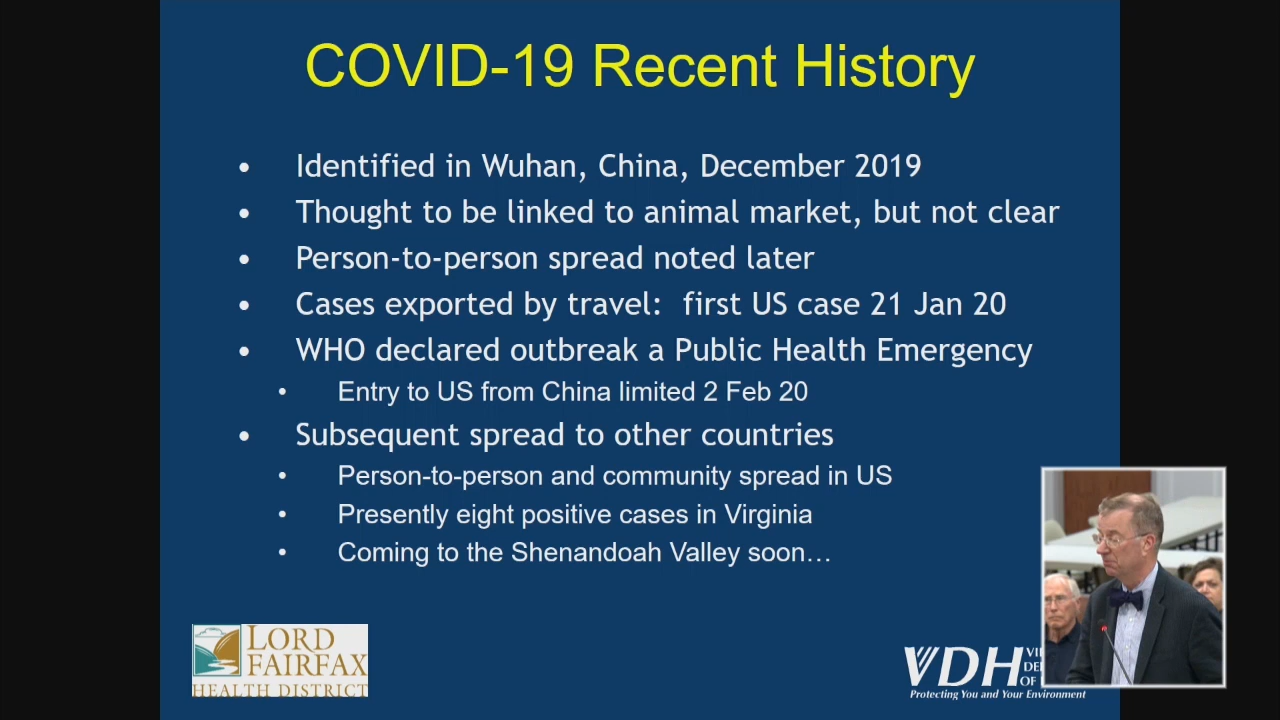 COVID-19 Recent History
• Identified in Wuhan, China, December 2019
• Thought to be linked to animal market, but not clear
• Person-to-person spread noted later
• Cases exported by travel: first US case 21 Jan 20
• WHO declared outbreak a Public Health Emergency
• Entry to US from China limited 2 Feb 20
• Subsequent spread to other countries
• Person-to-person and community spread in US
• Presently eight positive cases in Virginia
• Coming to the Shenandoah Valley soon…
LORD
FAIRFAX
HEALTH DISTRICT
VDH
OF
Protecting You and Your Environment